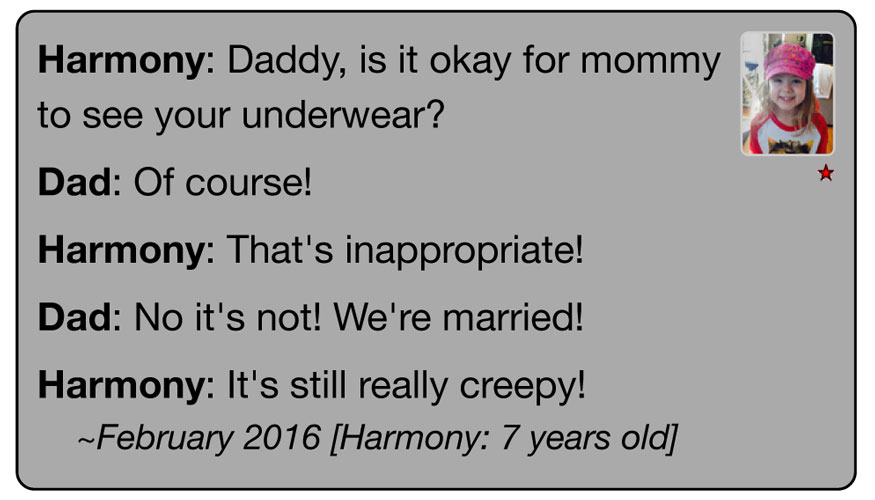 Harmony: Daddy, is it okay for mommy
to see your underwear?
Dad: Of course!
Harmony: That's inappropriate!
Dad: No it's not! We're married!
Harmony: It's still really creepy!
~February 2016 [Harmony: 7 years old]